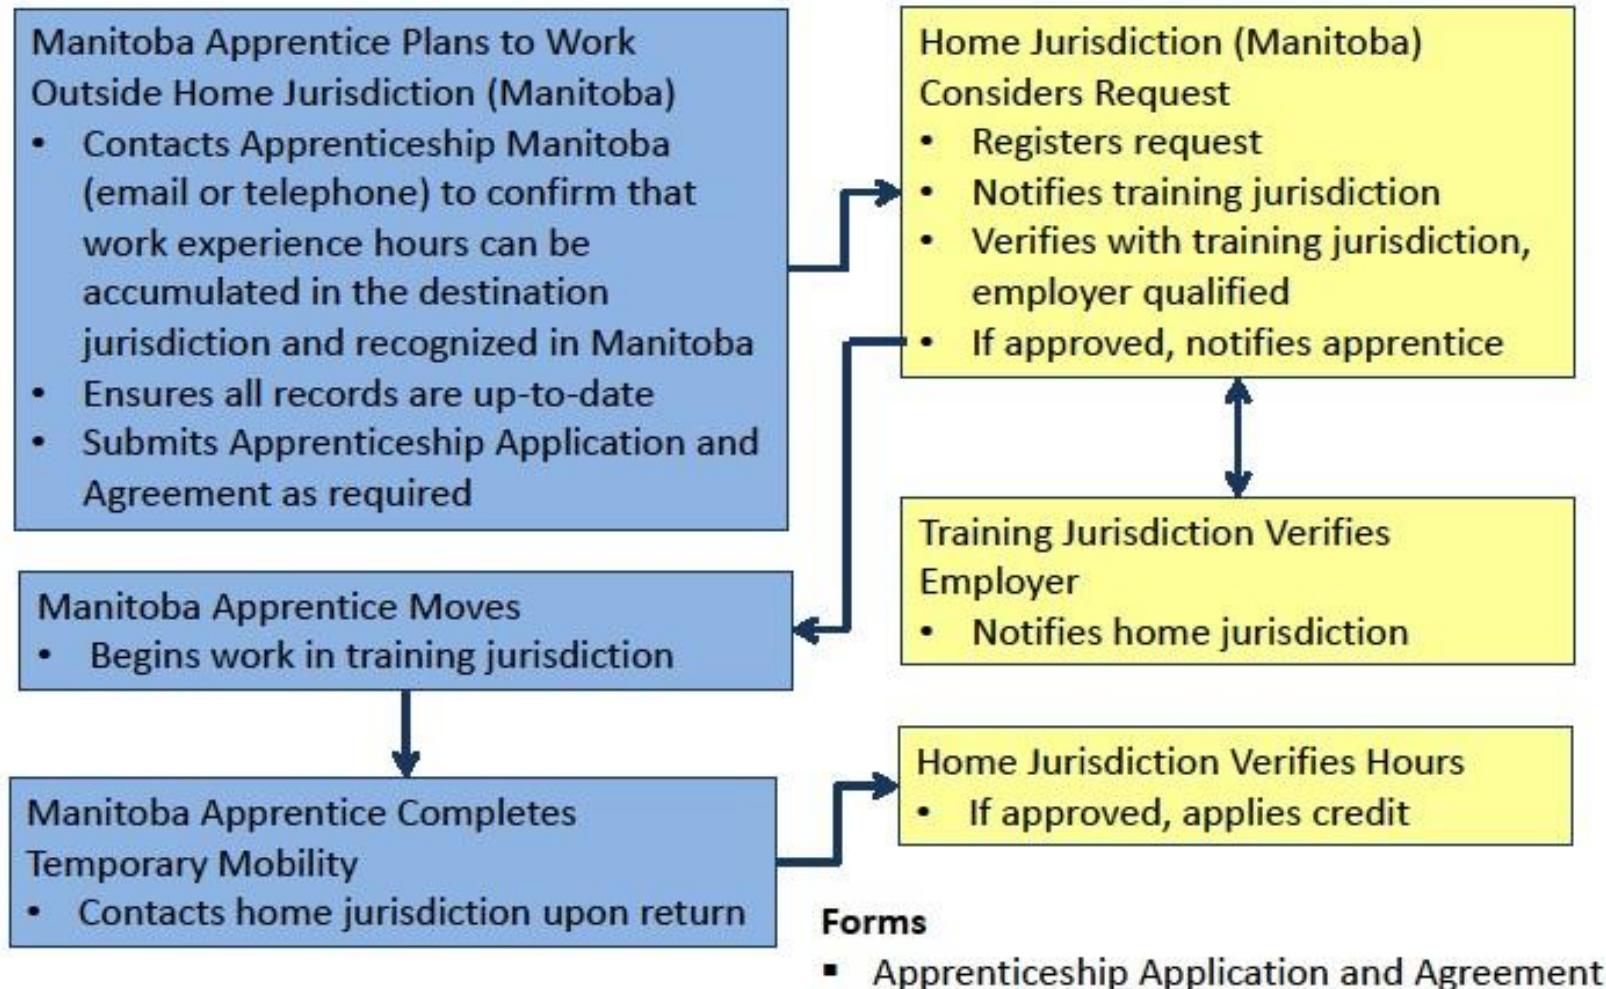 Manitoba Apprentice Plans to Work
Outside Home Jurisdiction (Manitoba)
• Contacts Apprenticeship Manitoba
(email or telephone) to confirm that
work experience hours can be
accumulated in the destination
jurisdiction and recognized in Manitoba
• Ensures all records are up-to-date
• Submits Apprenticeship Application and
Agreement as required
Home Jurisdiction (Manitoba)
Considers Request
• Registers request
• Notifies training jurisdiction
• Verifies with training jurisdiction,
employer qualified
• If approved, notifies apprentice
Training Jurisdiction Verifies
Employer
• Notifies home jurisdiction
Manitoba Apprentice Moves
• Begins work in training jurisdiction
Manitoba Apprentice Completes
Temporary Mobility
• Contacts home jurisdiction upon return
Home Jurisdiction Verifies Hours
• If approved, applies credit
Forms
▪ Apprenticeship Application and Agreement